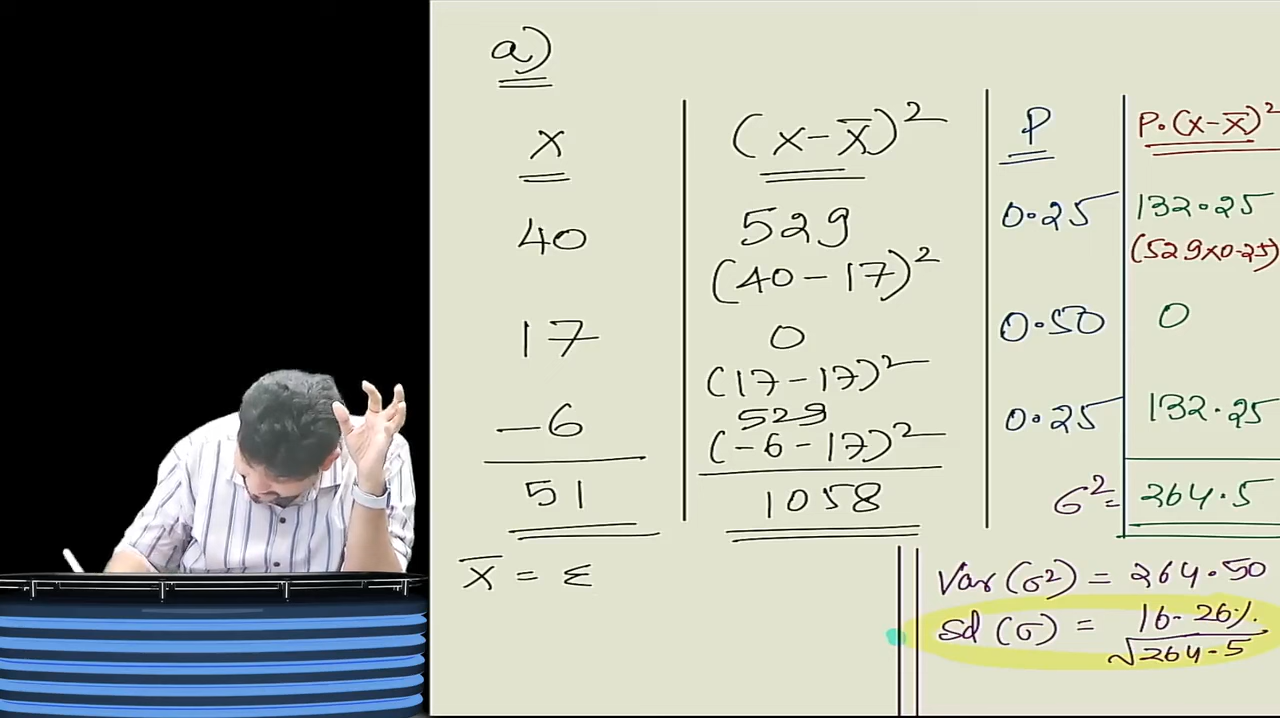 a)
x (x-x̄)² P P•(x-x̄)²
40 529 0.25 132.25
(40-17)² (529x0.25)
17 0 0.50 0
(17-17)²
-6 529 0.25 132.25
(-6-17)²
51 1058 σ²= 264.5
x̄ = Σ
Var(σ²) = 264.50
sd (σ) = 16.26%
√264.5